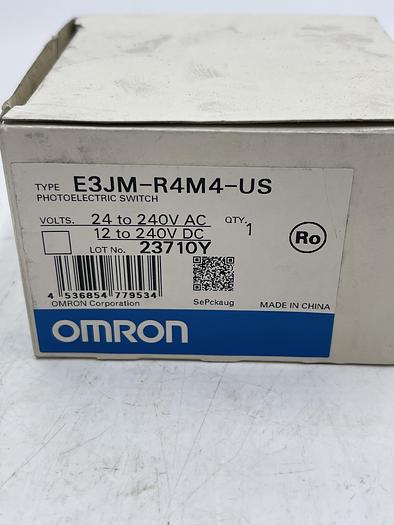 TYPE E3JM-R4M4-US
PHOTOELECTRIC SWITCH
VOLTS. 24 to 240V AC QTY. 1
12 to 240V DC
LOT No. 23710Y
Ro
4 536854 779534
SePckaug
OMRON Corporation
MADE IN CHINA
OMRON